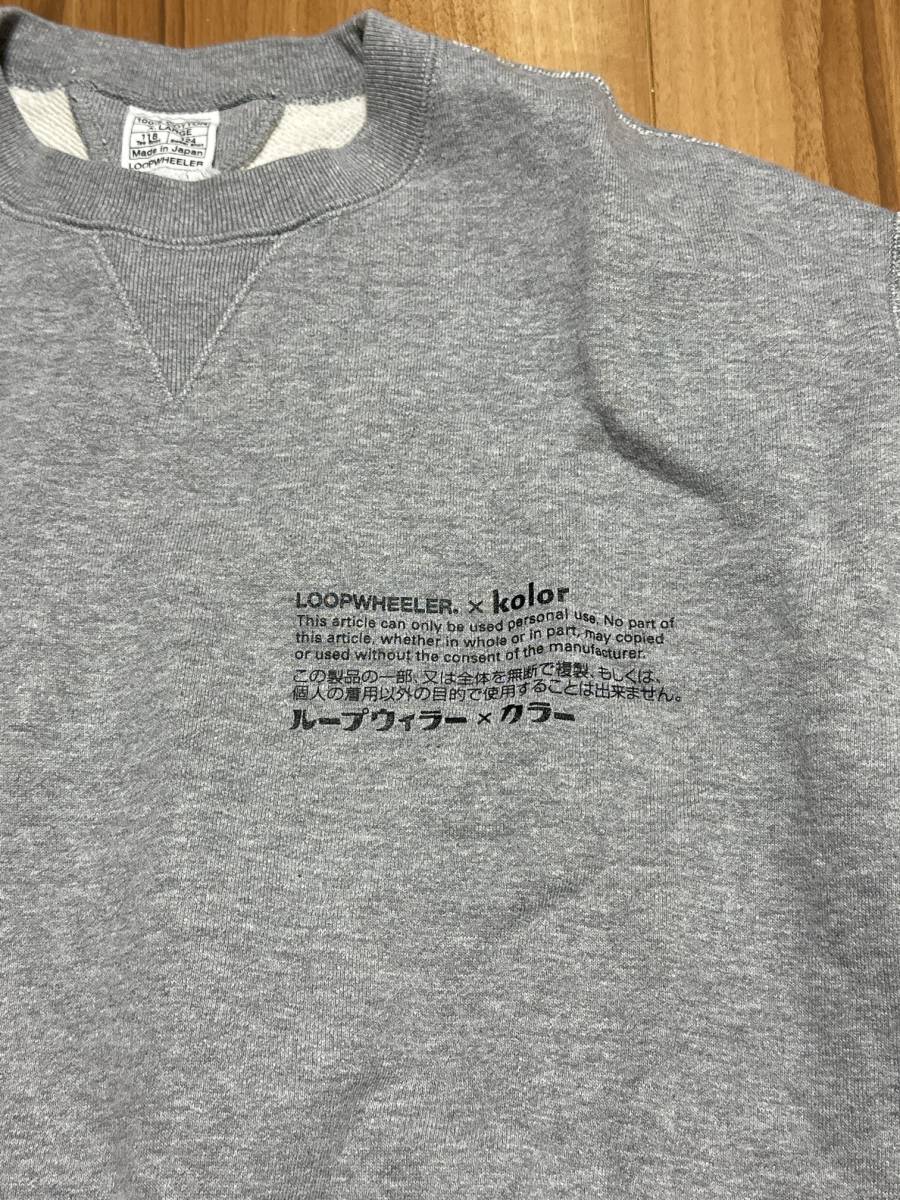 100% COTTON
X-LARGE
118
Made in Japan
LOOPWHEELER
LOOPWHEELER. × kolor
This article can only be used personal use. No part of
this article, whether in whole or in part, may copied
or used without the consent of the manufacturer.
この製品の一部、又は全体を無断で複製、もしくは、
個人の着用以外の目的で使用することは出来ません。
ループウィラー × カラー